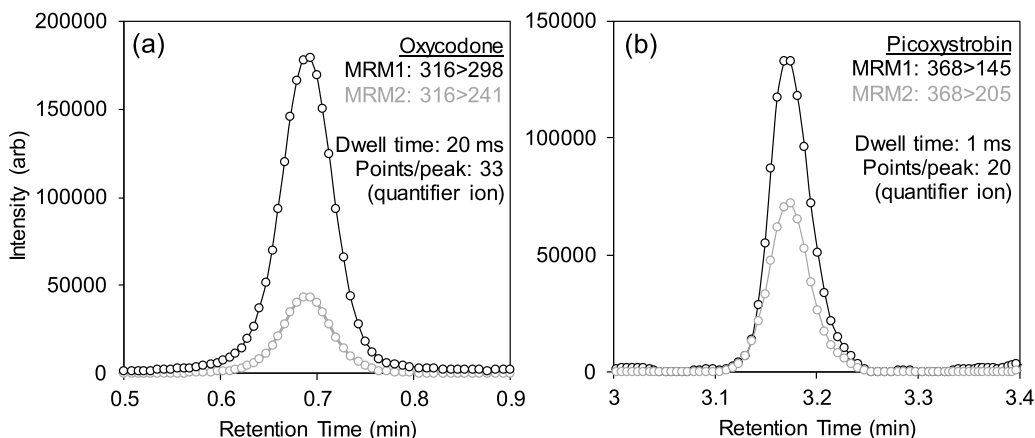 (a)
Oxycodone
MRM1: 316>298
MRM2: 316>241
Dwell time: 20 ms
Points/peak: 33
(quantifier ion)
Intensity (arb)
200000
150000
100000
50000
0
0.5 0.6 0.7 0.8 0.9
Retention Time (min)
(b)
Picoxystrobin
MRM1: 368>145
MRM2: 368>205
Dwell time: 1 ms
Points/peak: 20
(quantifier ion)
150000
100000
50000
0
3 3.1 3.2 3.3 3.4
Retention Time (min)